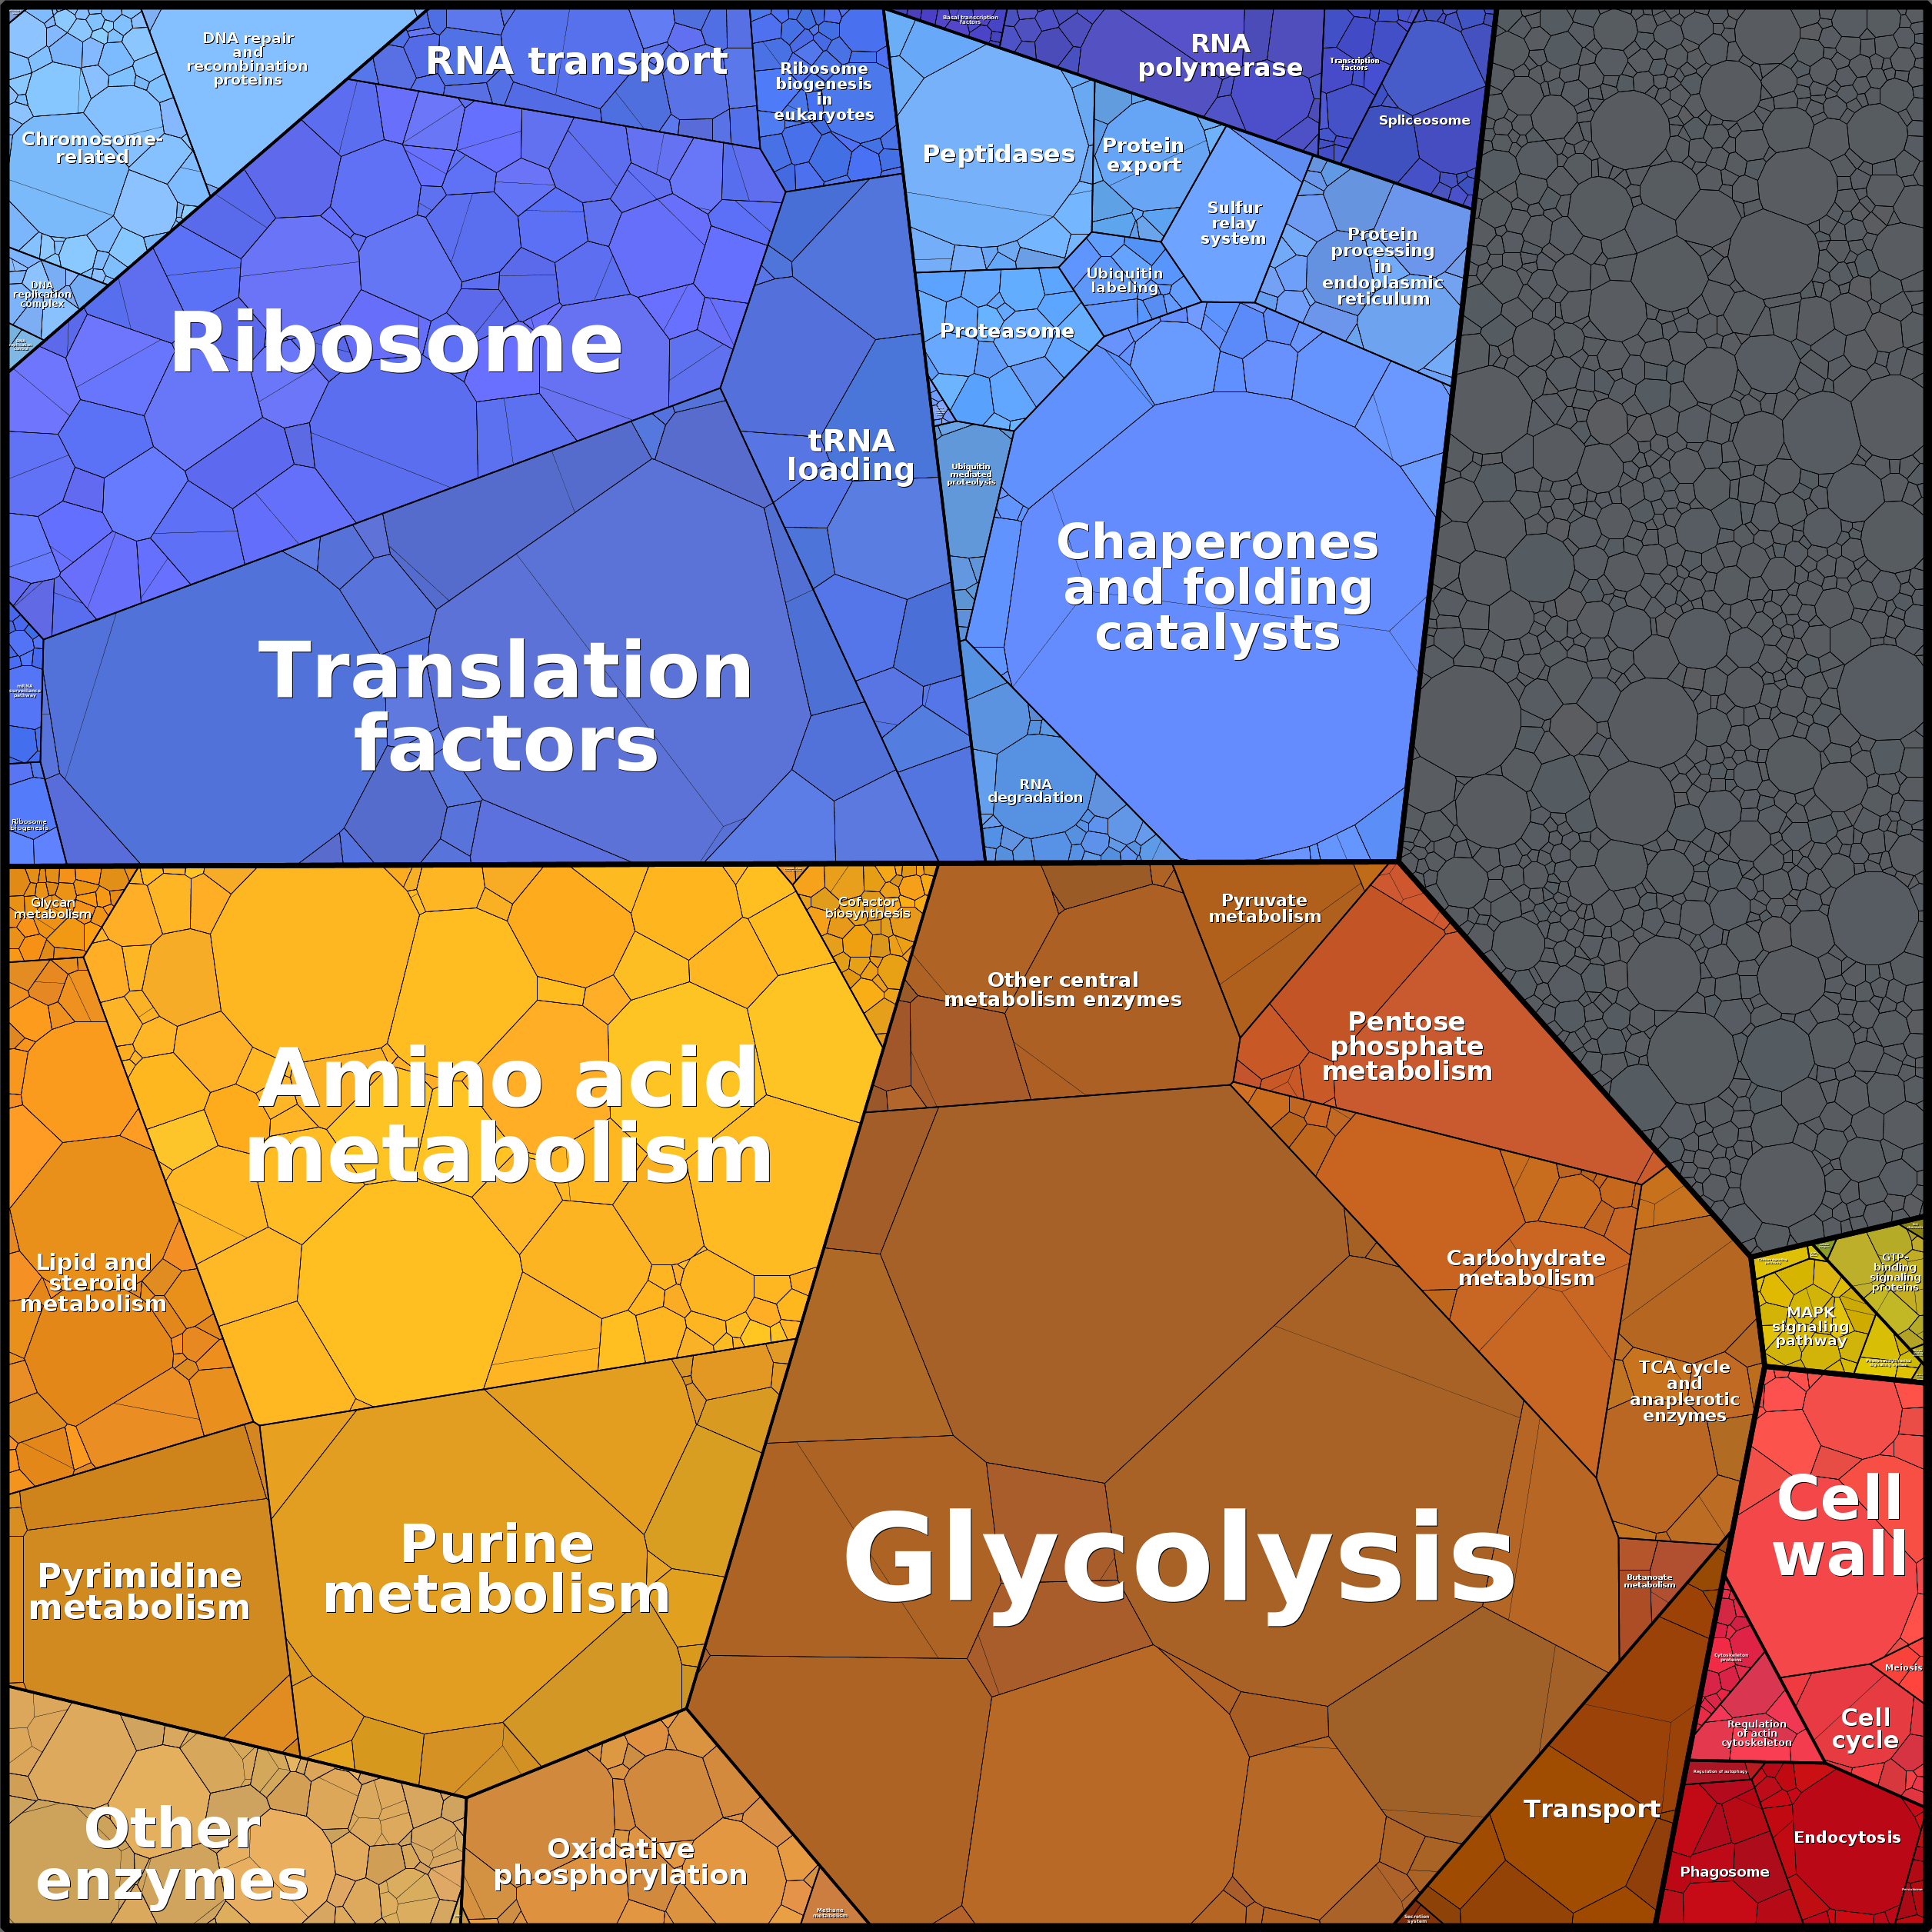 DNA repair
and
recombination
proteins
Chromosome-
related
DNA
replication
complex
RNA transport
Ribosome
biogenesis
in
eukaryotes
Ribosome
tRNA
loading
Translation
factors
mRNA
surveillance
pathway
Ribosome
biogenesis
Basal transcription
factors
RNA
polymerase
Transcription
factors
Spliceosome
Peptidases
Protein
export
Sulfur
relay
system
Protein
processing
in
endoplasmic
reticulum
Ubiquitin
labeling
Proteasome
Ubiquitin
mediated
proteolysis
Chaperones
and folding
catalysts
RNA
degradation
Glycan
metabolism
Cofactor
biosynthesis
Amino acid
metabolism
Lipid and
steroid
metabolism
Pyrimidine
metabolism
Purine
metabolism
Other
enzymes
Oxidative
phosphorylation
Methane
metabolism
Other central
metabolism enzymes
Pyruvate
metabolism
Pentose
phosphate
metabolism
Carbohydrate
metabolism
TCA cycle
and
anaplerotic
enzymes
Glycolysis
Butanoate
metabolism
Transport
Secretion
system
GTP-
binding
signaling
proteins
MAPK
signaling
pathway
Cell
wall
Meiosis
Cytoskeleton
proteins
Regulation
of actin
cytoskeleton
Cell
cycle
Regulation of autophagy
Endocytosis
Phagosome